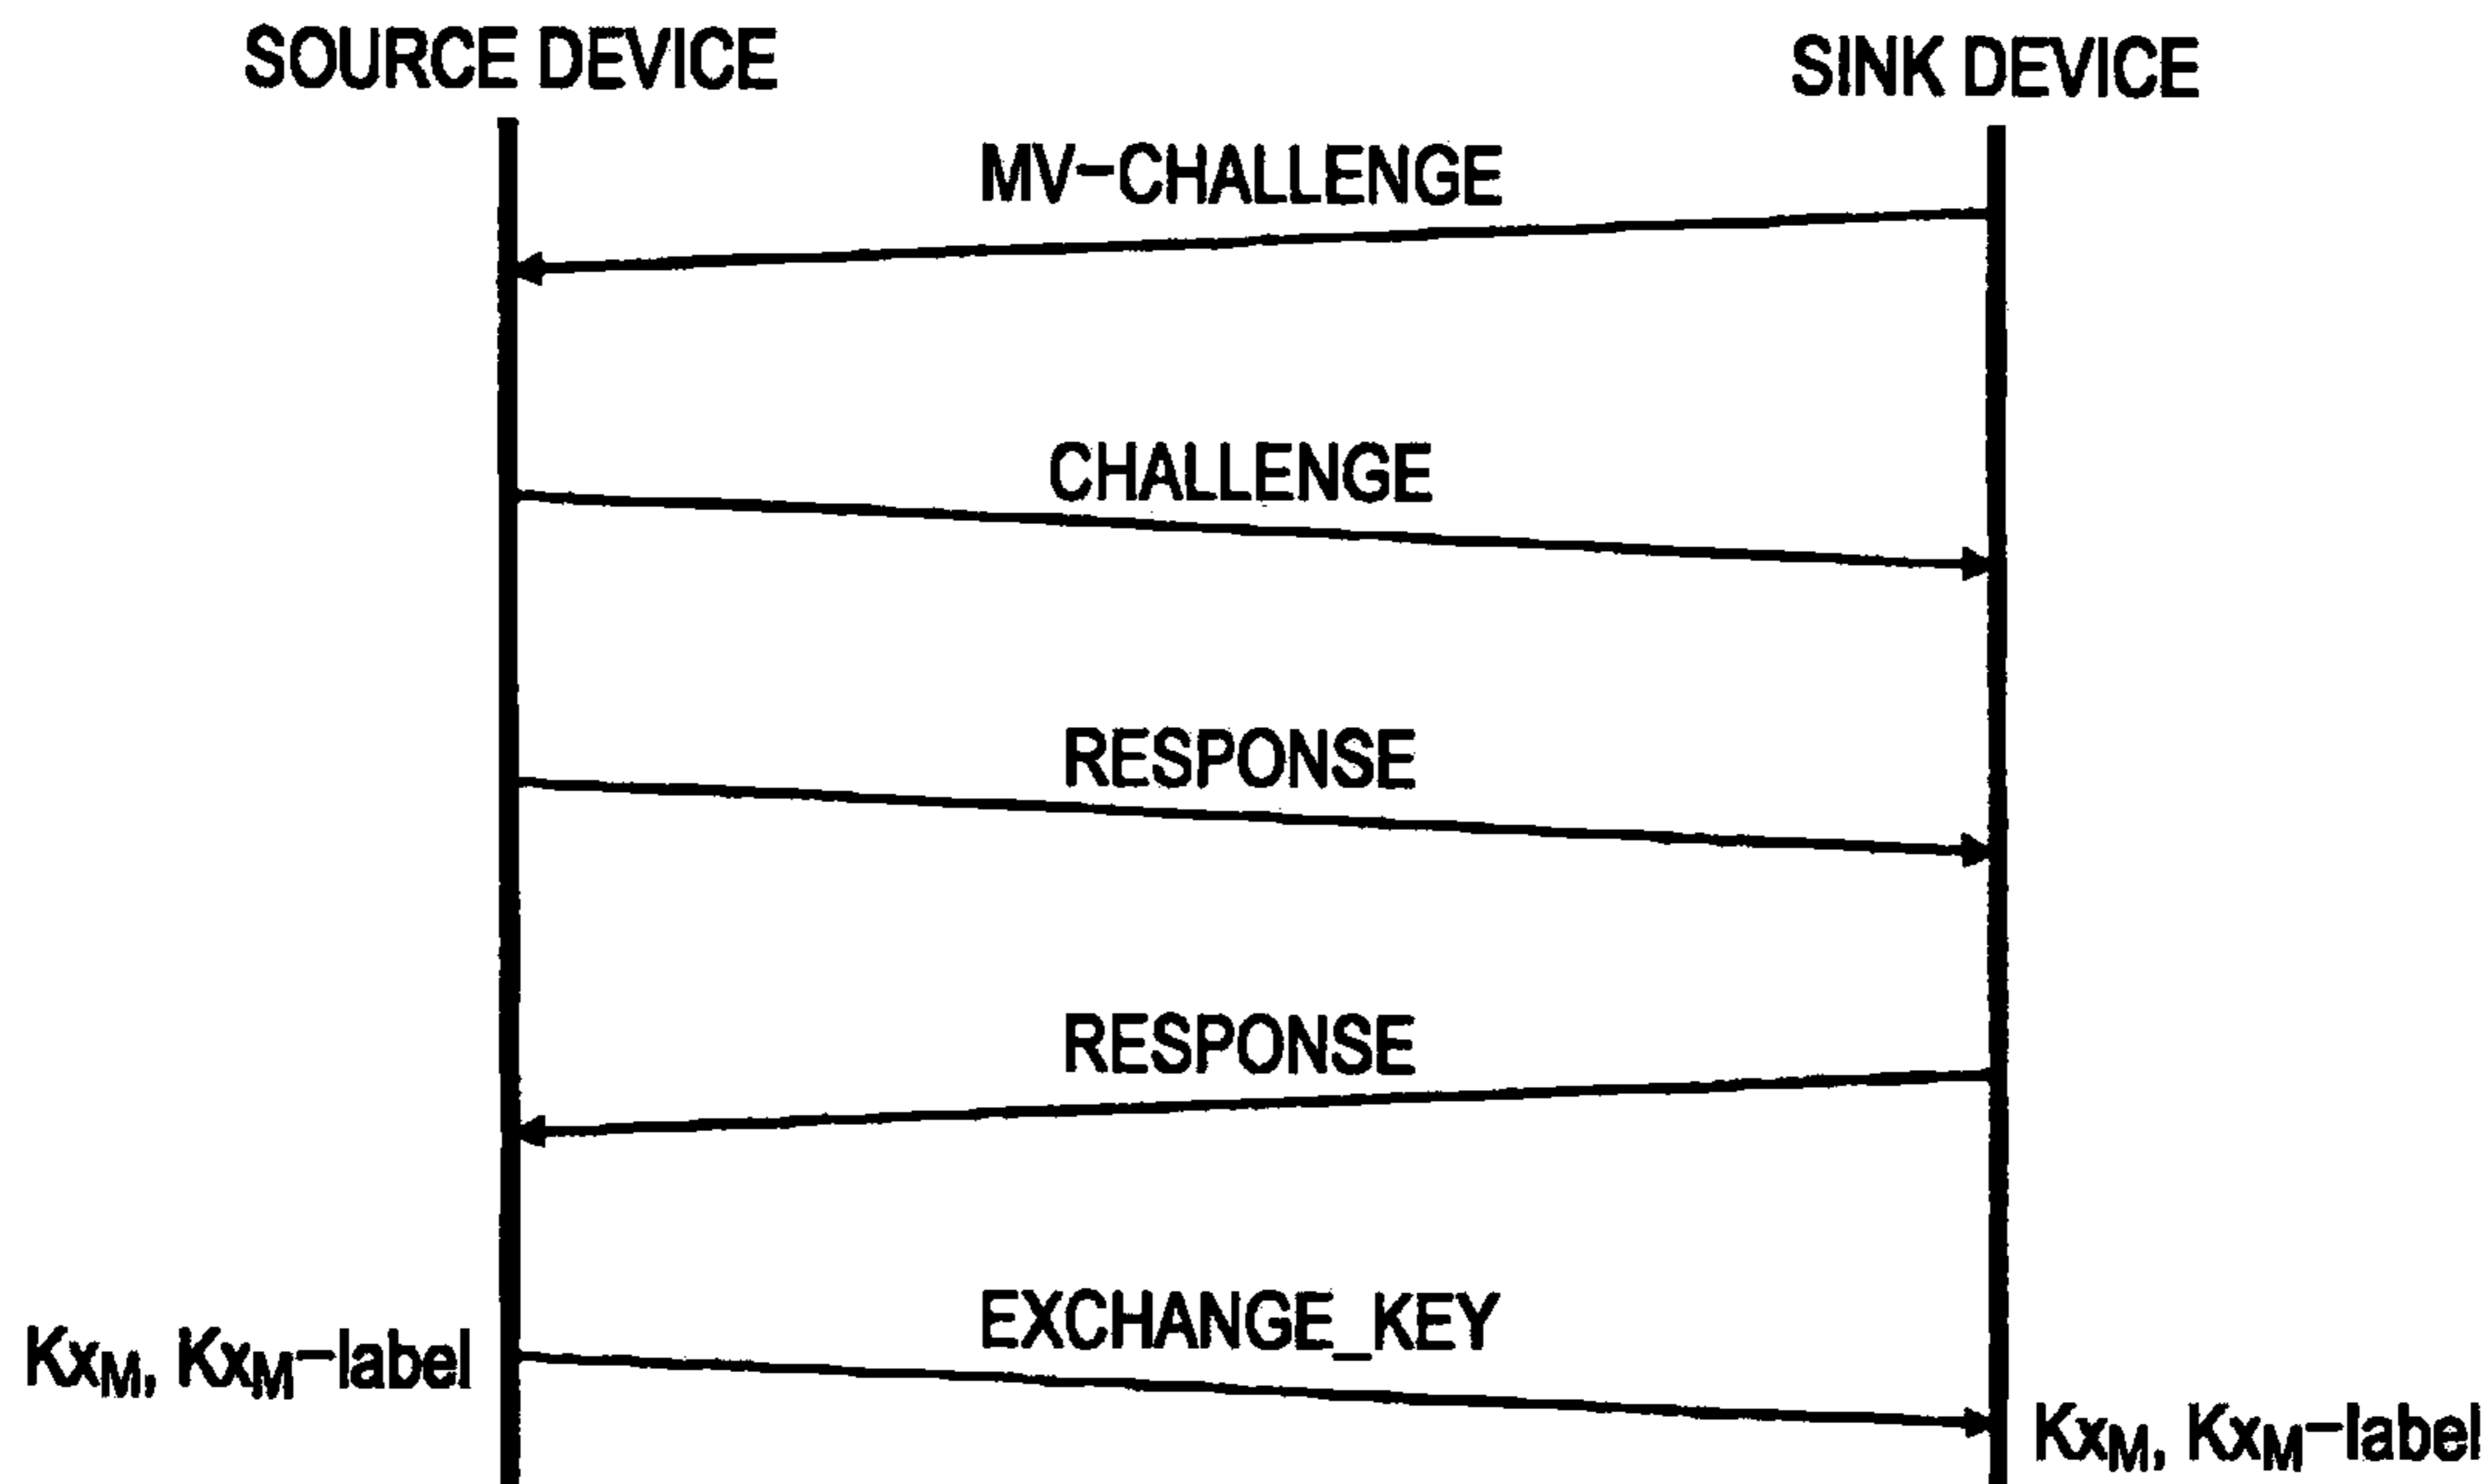 SOURCE DEVICE
SINK DEVICE
MV-CHALLENGE
CHALLENGE
RESPONSE
RESPONSE
EXCHANGE_KEY
KxM, KxM-label
KxM, KxM-label